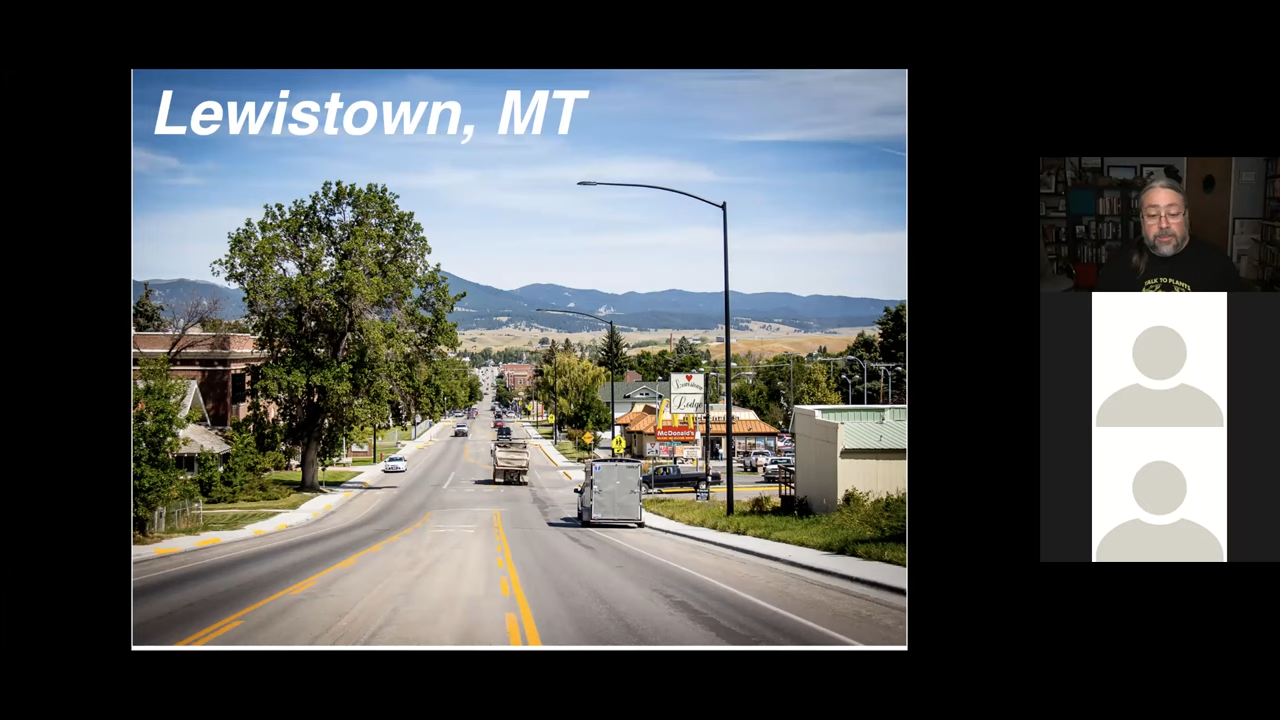 Lewistown, MT
Lewistown
Lodge
McDonald's
TALK TO PLANTS